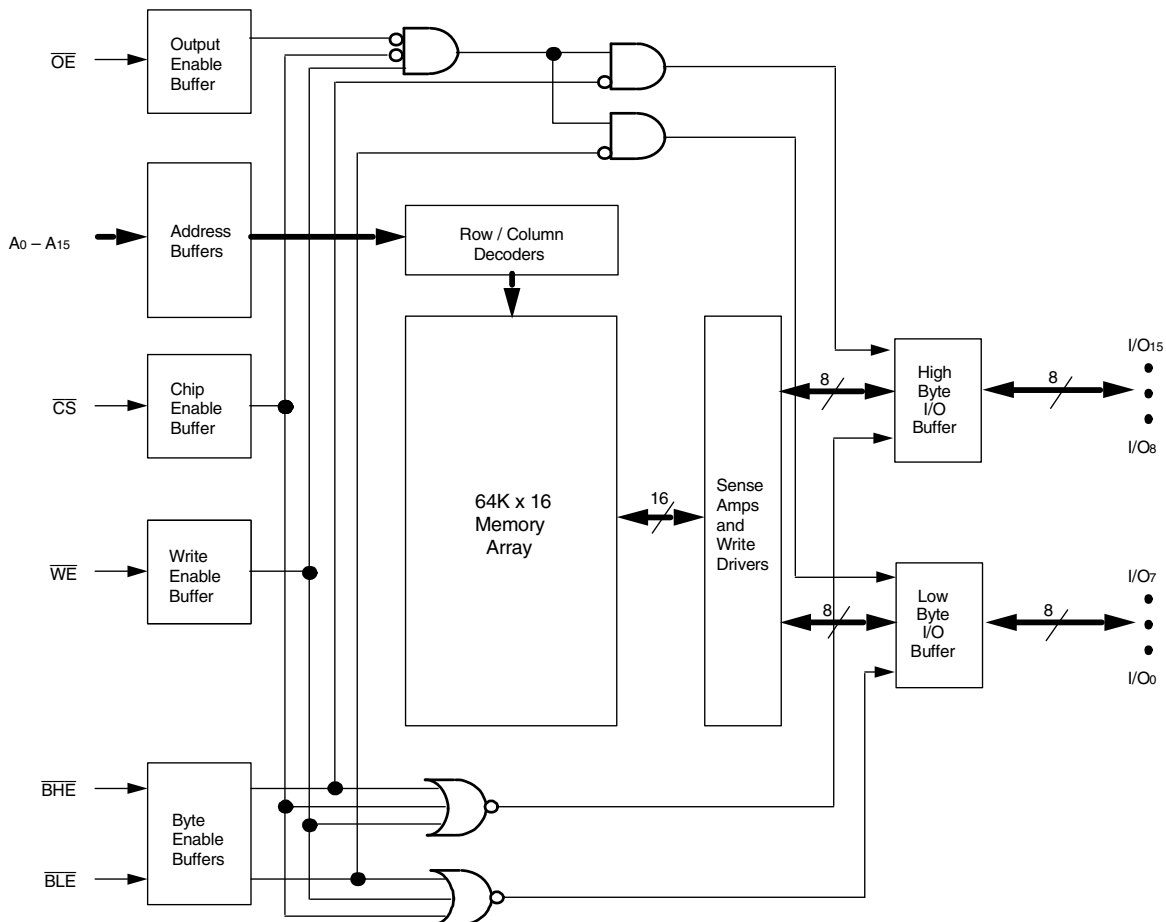 OE
Output
Enable
Buffer
A0 – A15
Address
Buffers
Row / Column
Decoders
CS
Chip
Enable
Buffer
WE
Write
Enable
Buffer
64K x 16
Memory
Array
16
Sense
Amps
and
Write
Drivers
8
High
Byte
I/O
Buffer
8
I/O15
I/O8
8
Low
Byte
I/O
Buffer
8
I/O7
I/O0
BHE
Byte
Enable
Buffers
BLE